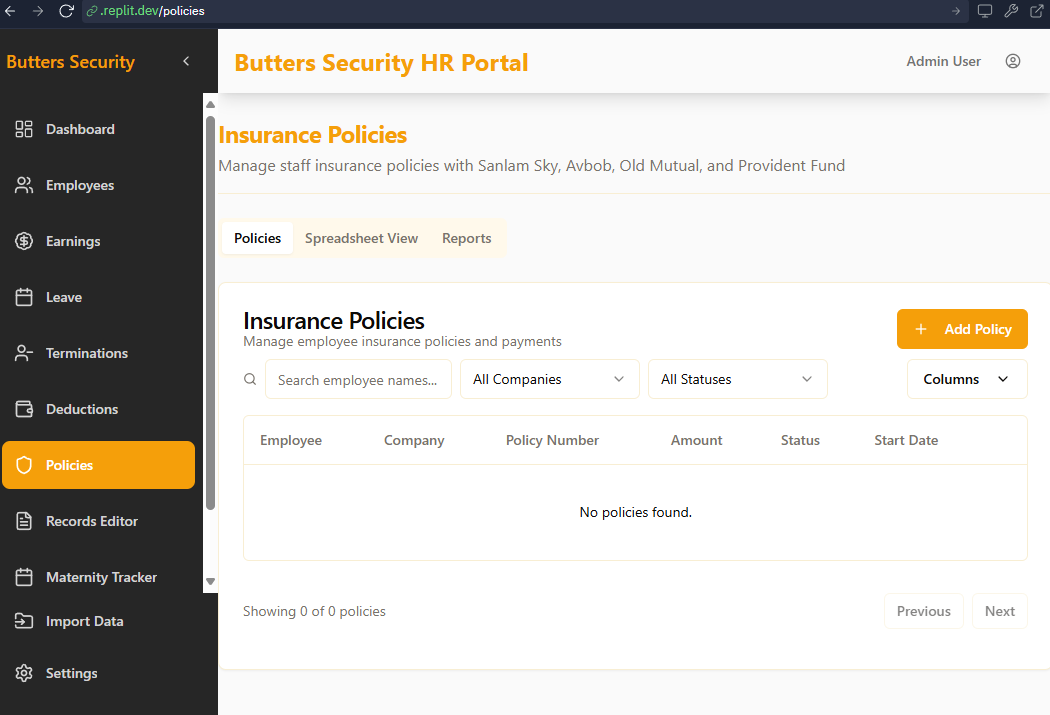 .replit.dev/policies
Butters Security
Butters Security HR Portal
Admin User
Dashboard
Employees
Earnings
Leave
Terminations
Deductions
Policies
Records Editor
Maternity Tracker
Import Data
Settings
Insurance Policies
Manage staff insurance policies with Sanlam Sky, Avbob, Old Mutual, and Provident Fund
Policies Spreadsheet View Reports
Insurance Policies
Manage employee insurance policies and payments
+ Add Policy
Search employee names... All Companies All Statuses Columns
Employee Company Policy Number Amount Status Start Date
No policies found.
Showing 0 of 0 policies
Previous Next